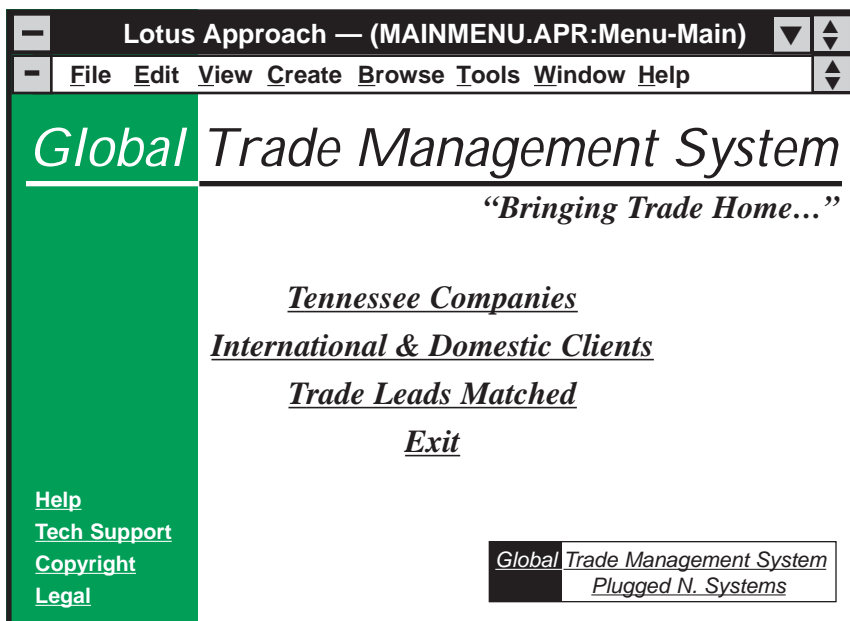 Lotus Approach — (MAINMENU.APR:Menu-Main)
File Edit View Create Browse Tools Window Help
Global Trade Management System
“Bringing Trade Home…”
Tennessee Companies
International & Domestic Clients
Trade Leads Matched
Exit
Help
Tech Support
Copyright
Legal
Global Trade Management System
Plugged N. Systems